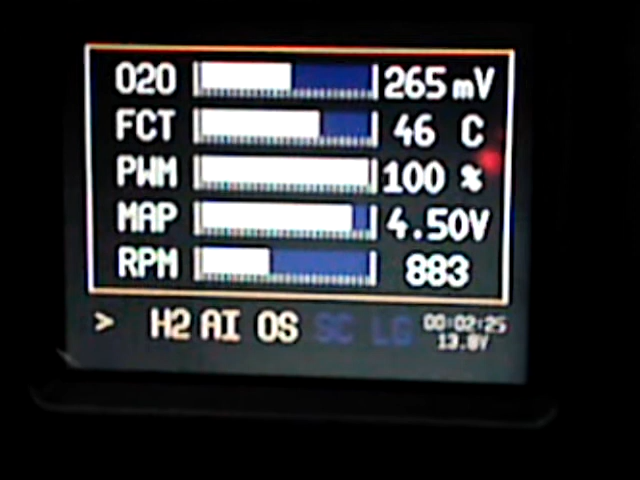 O2O 265 mV
FCT 46 C
PWM 100 %
MAP 4.50V
RPM 883
> H2 AI OS SC LG 00:02:25
13.8V